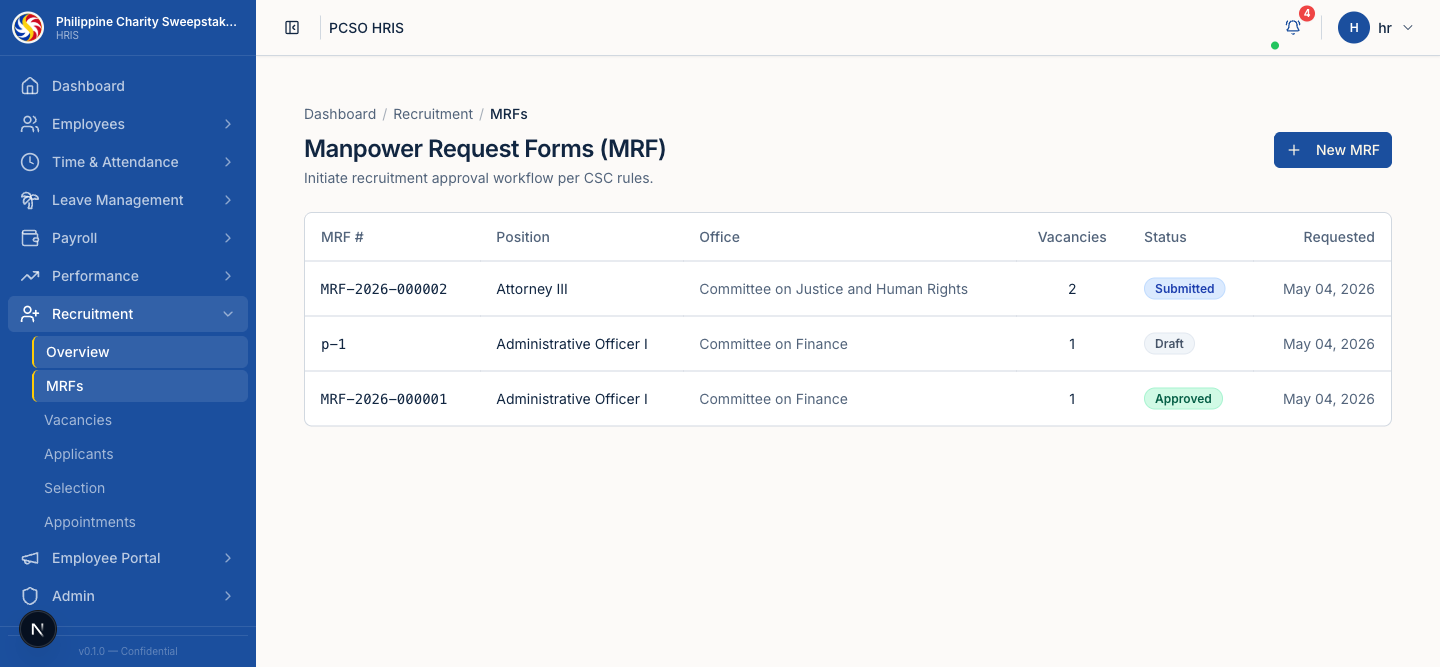 Philippine Charity Sweepstak...
HRIS
Dashboard
Employees
Time & Attendance
Leave Management
Payroll
Performance
Recruitment
Overview
MRFs
Vacancies
Applicants
Selection
Appointments
Employee Portal
Admin
N
v0.1.0 — Confidential
PCSO HRIS
4
H hr
Dashboard / Recruitment / MRFs
Manpower Request Forms (MRF)
Initiate recruitment approval workflow per CSC rules.
New MRF
MRF # Position Office Vacancies Status Requested
MRF-2026-000002 Attorney III Committee on Justice and Human Rights 2 Submitted May 04, 2026
p-1 Administrative Officer I Committee on Finance 1 Draft May 04, 2026
MRF-2026-000001 Administrative Officer I Committee on Finance 1 Approved May 04, 2026